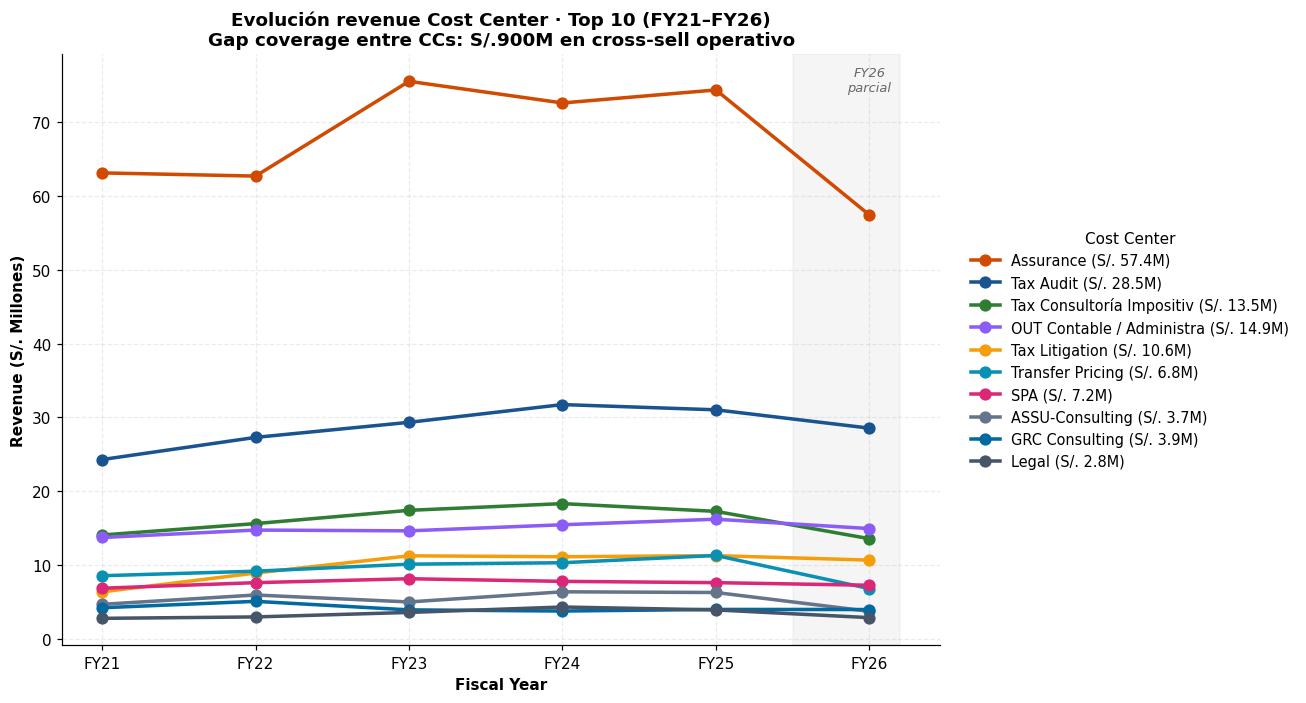 Evolución revenue Cost Center · Top 10 (FY21–FY26)
Gap coverage entre CCs: S/.900M en cross-sell operativo
FY26
parcial
Revenue (S/. Millones)
70
60
50
40
30
20
10
0
FY21
FY22
FY23
FY24
FY25
FY26
Fiscal Year
Cost Center
Assurance (S/. 57.4M)
Tax Audit (S/. 28.5M)
Tax Consultoría Impositiv (S/. 13.5M)
OUT Contable / Administra (S/. 14.9M)
Tax Litigation (S/. 10.6M)
Transfer Pricing (S/. 6.8M)
SPA (S/. 7.2M)
ASSU-Consulting (S/. 3.7M)
GRC Consulting (S/. 3.9M)
Legal (S/. 2.8M)